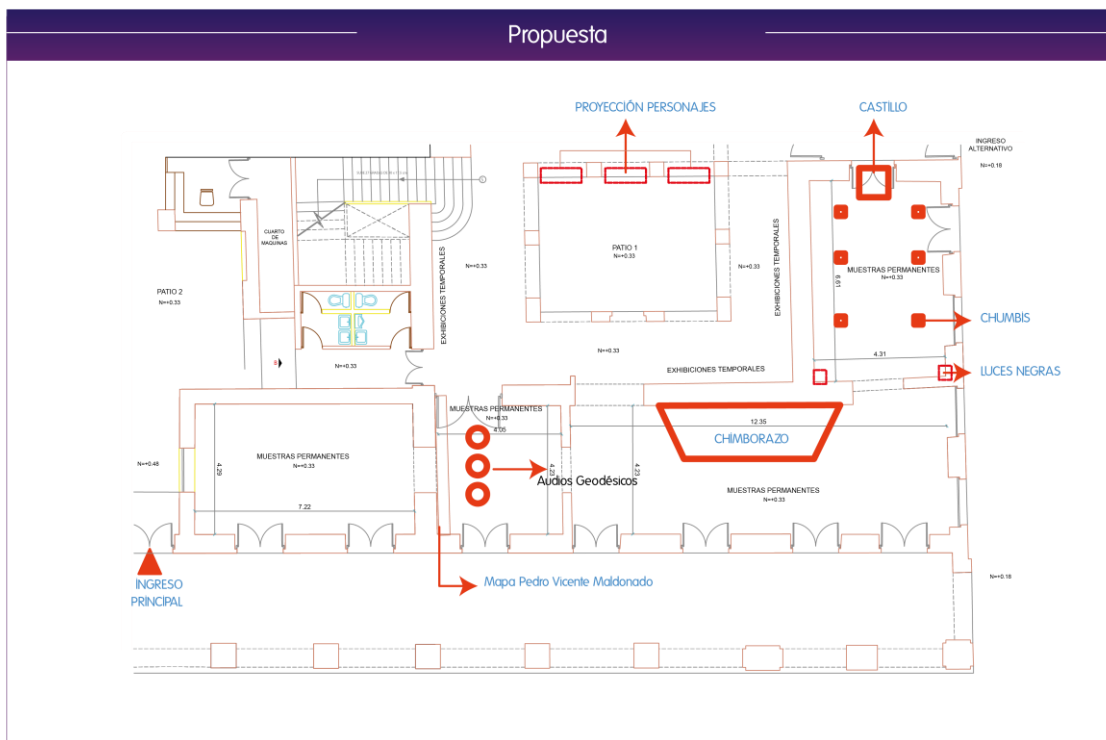 Propuesta
PROYECCIÓN PERSONAJES
CASTILLO
INGRESO
ALTERNATIVO
N=+0.18
CUARTO
DE
MAQUINAS
PATIO 1
N=+0.33
EXHIBICIONES TEMPORALES
N=+0.33
N=+0.33
EXHIBICIONES TEMPORALES
MUESTRAS PERMANENTES
N=+0.33
6.61
PATIO 2
N=+0.33
CHUMBIS
N=+0.33
4.31
N=+0.33
EXHIBICIONES TEMPORALES
LUCES NEGRAS
MUESTRAS PERMANENTES
N=+0.33
4.05
12.35
CHIMBORAZO
MUESTRAS PERMANENTES
N=+0.33
N=+0.48
4.29
4.23
4.23
Audios Geodésicos
MUESTRAS PERMANENTES
N=+0.33
7.22
INGRESO
PRINCIPAL
Mapa Pedro Vicente Maldonado
N=+0.18